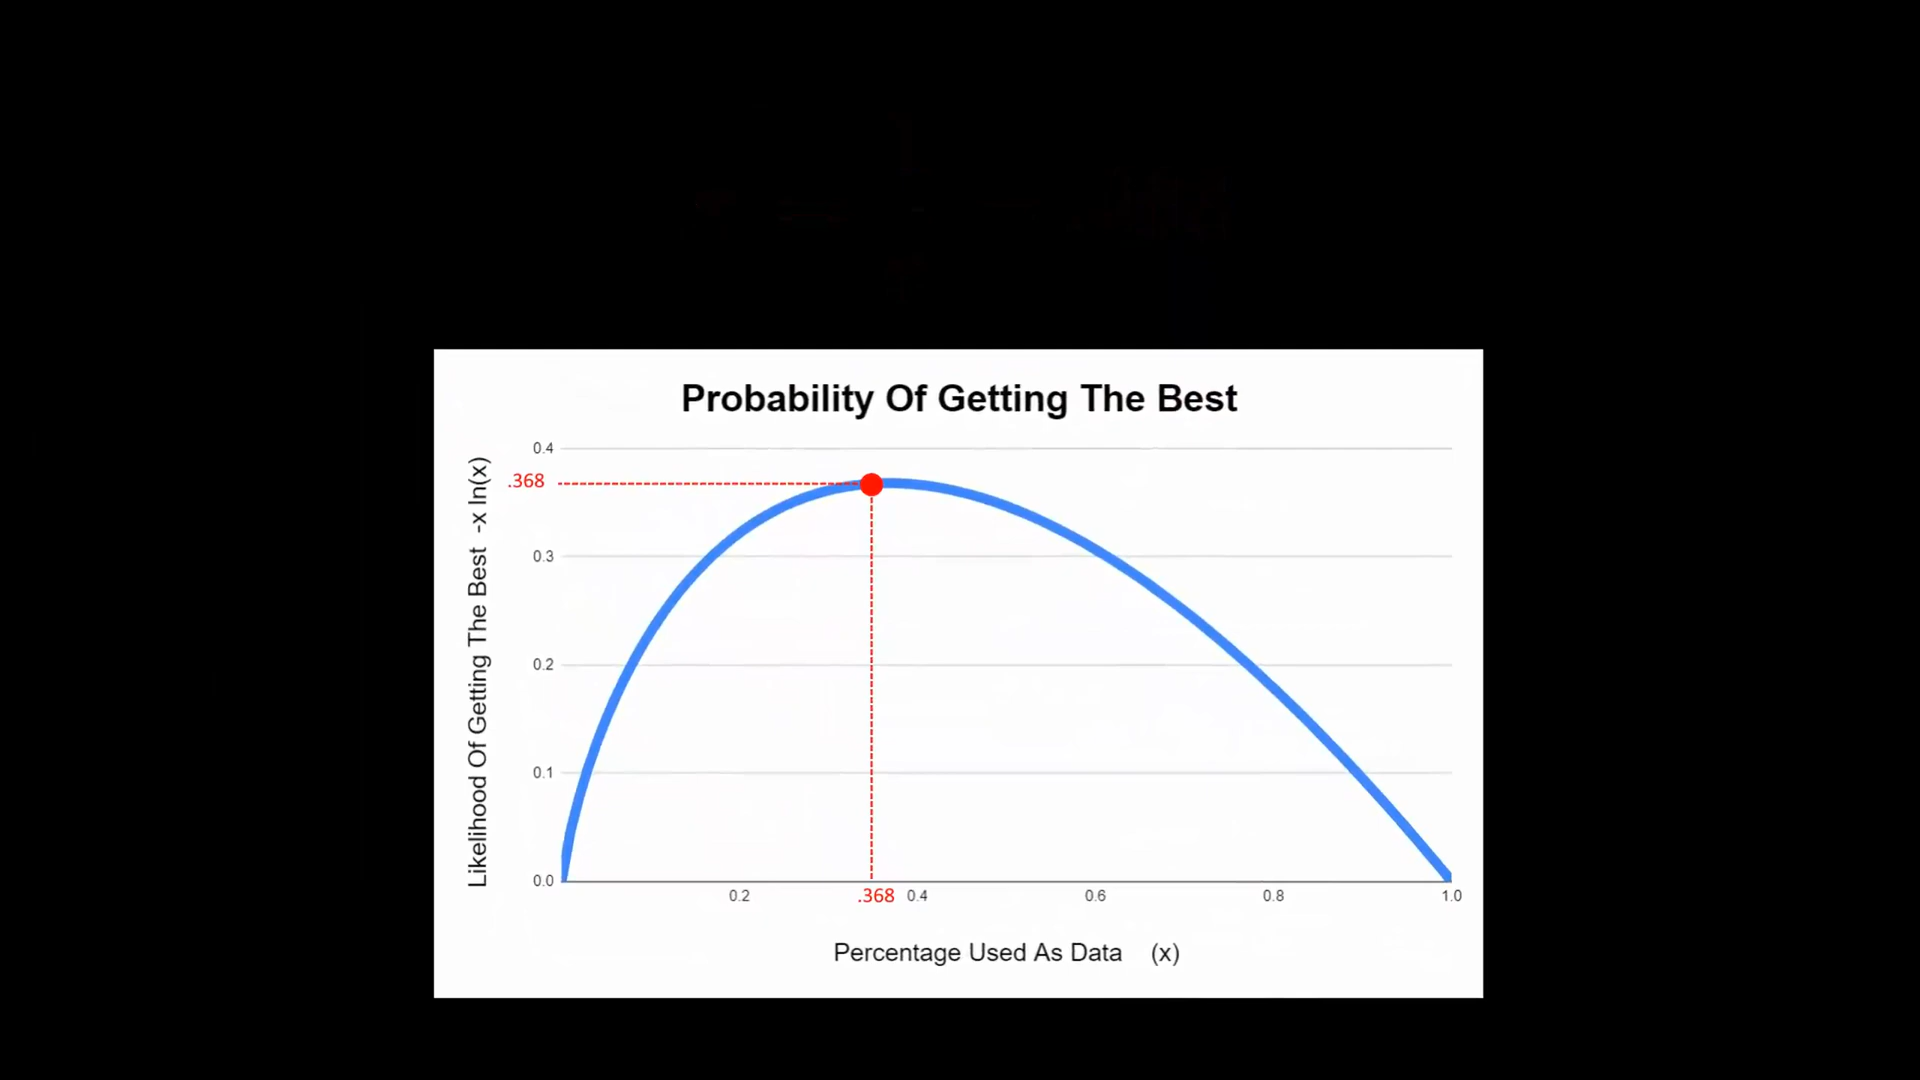 Probability Of Getting The Best
Likelihood Of Getting The Best -x ln(x)
0.4
.368
0.3
0.2
0.1
0.0
0.2 .368 0.4 0.6 0.8 1.0
Percentage Used As Data (x)